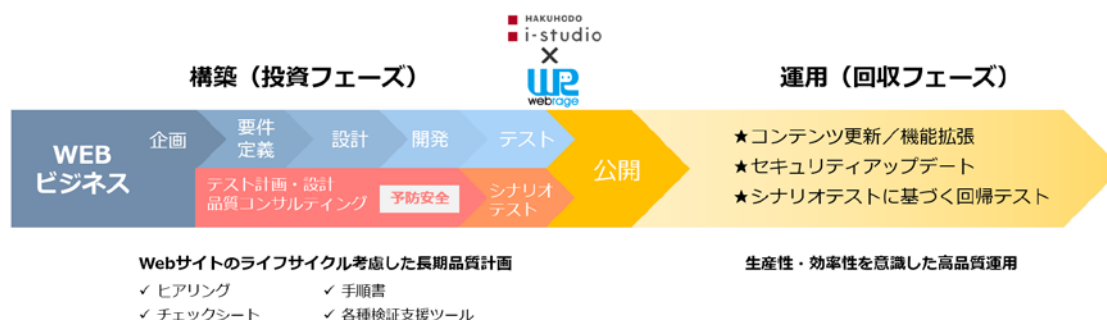 HAKUHODO
i-studio
×
webrage
構築（投資フェーズ）
運用（回収フェーズ）
WEB
ビジネス
企画
要件
定義
設計
開発
テスト
テスト計画・設計
品質コンサルティング
予防安全
シナリオ
テスト
公開
★コンテンツ更新／機能拡張
★セキュリティアップデート
★シナリオテストに基づく回帰テスト
Webサイトのライフサイクル考慮した長期品質計画
✓ ヒアリング
✓ 手順書
✓ チェックシート
✓ 各種検証支援ツール
生産性・効率性を意識した高品質運用